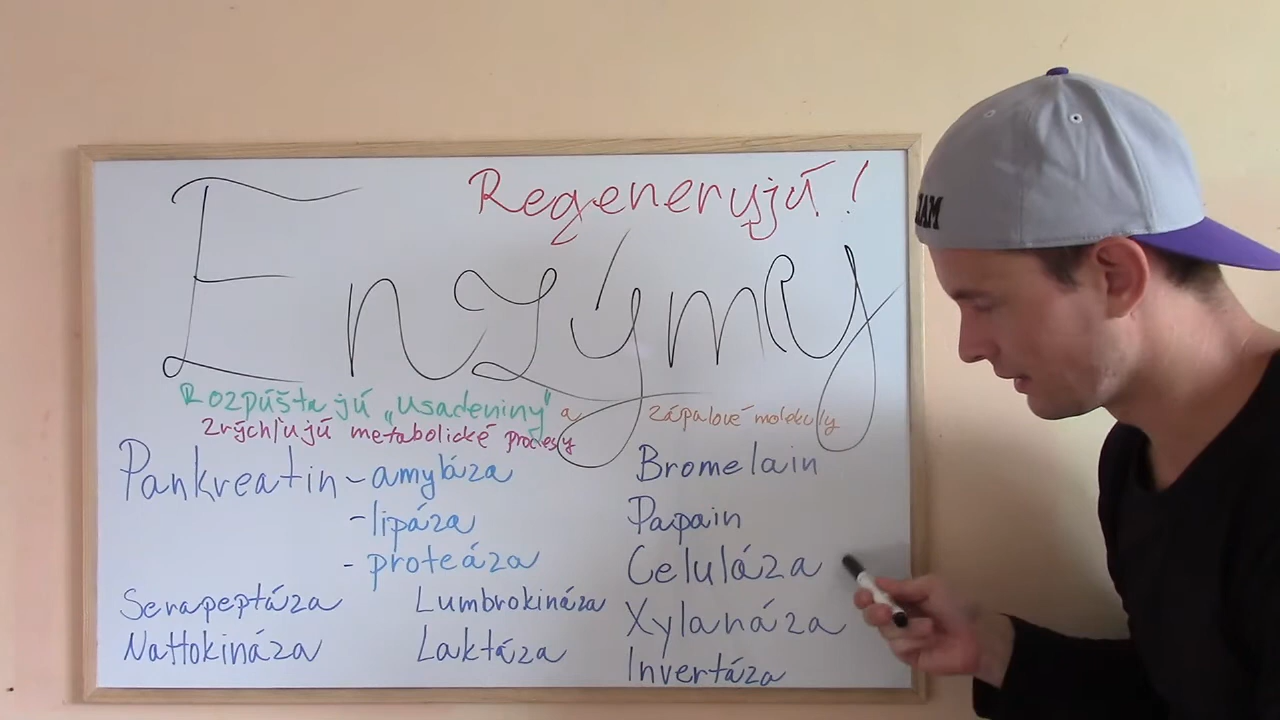 Regenerujú!
Enzýmy
Rozpúšťajú „usadeniny" a zápalové molekuly
Zrýchľujú metabolické procesy
Pankreatin - amyláza
- lipáza
- proteáza
Serapeptáza
Nattokináza
Lumbrokináza
Laktáza
Bromelain
Papain
Celuláza
Xylanáza
Invertáza